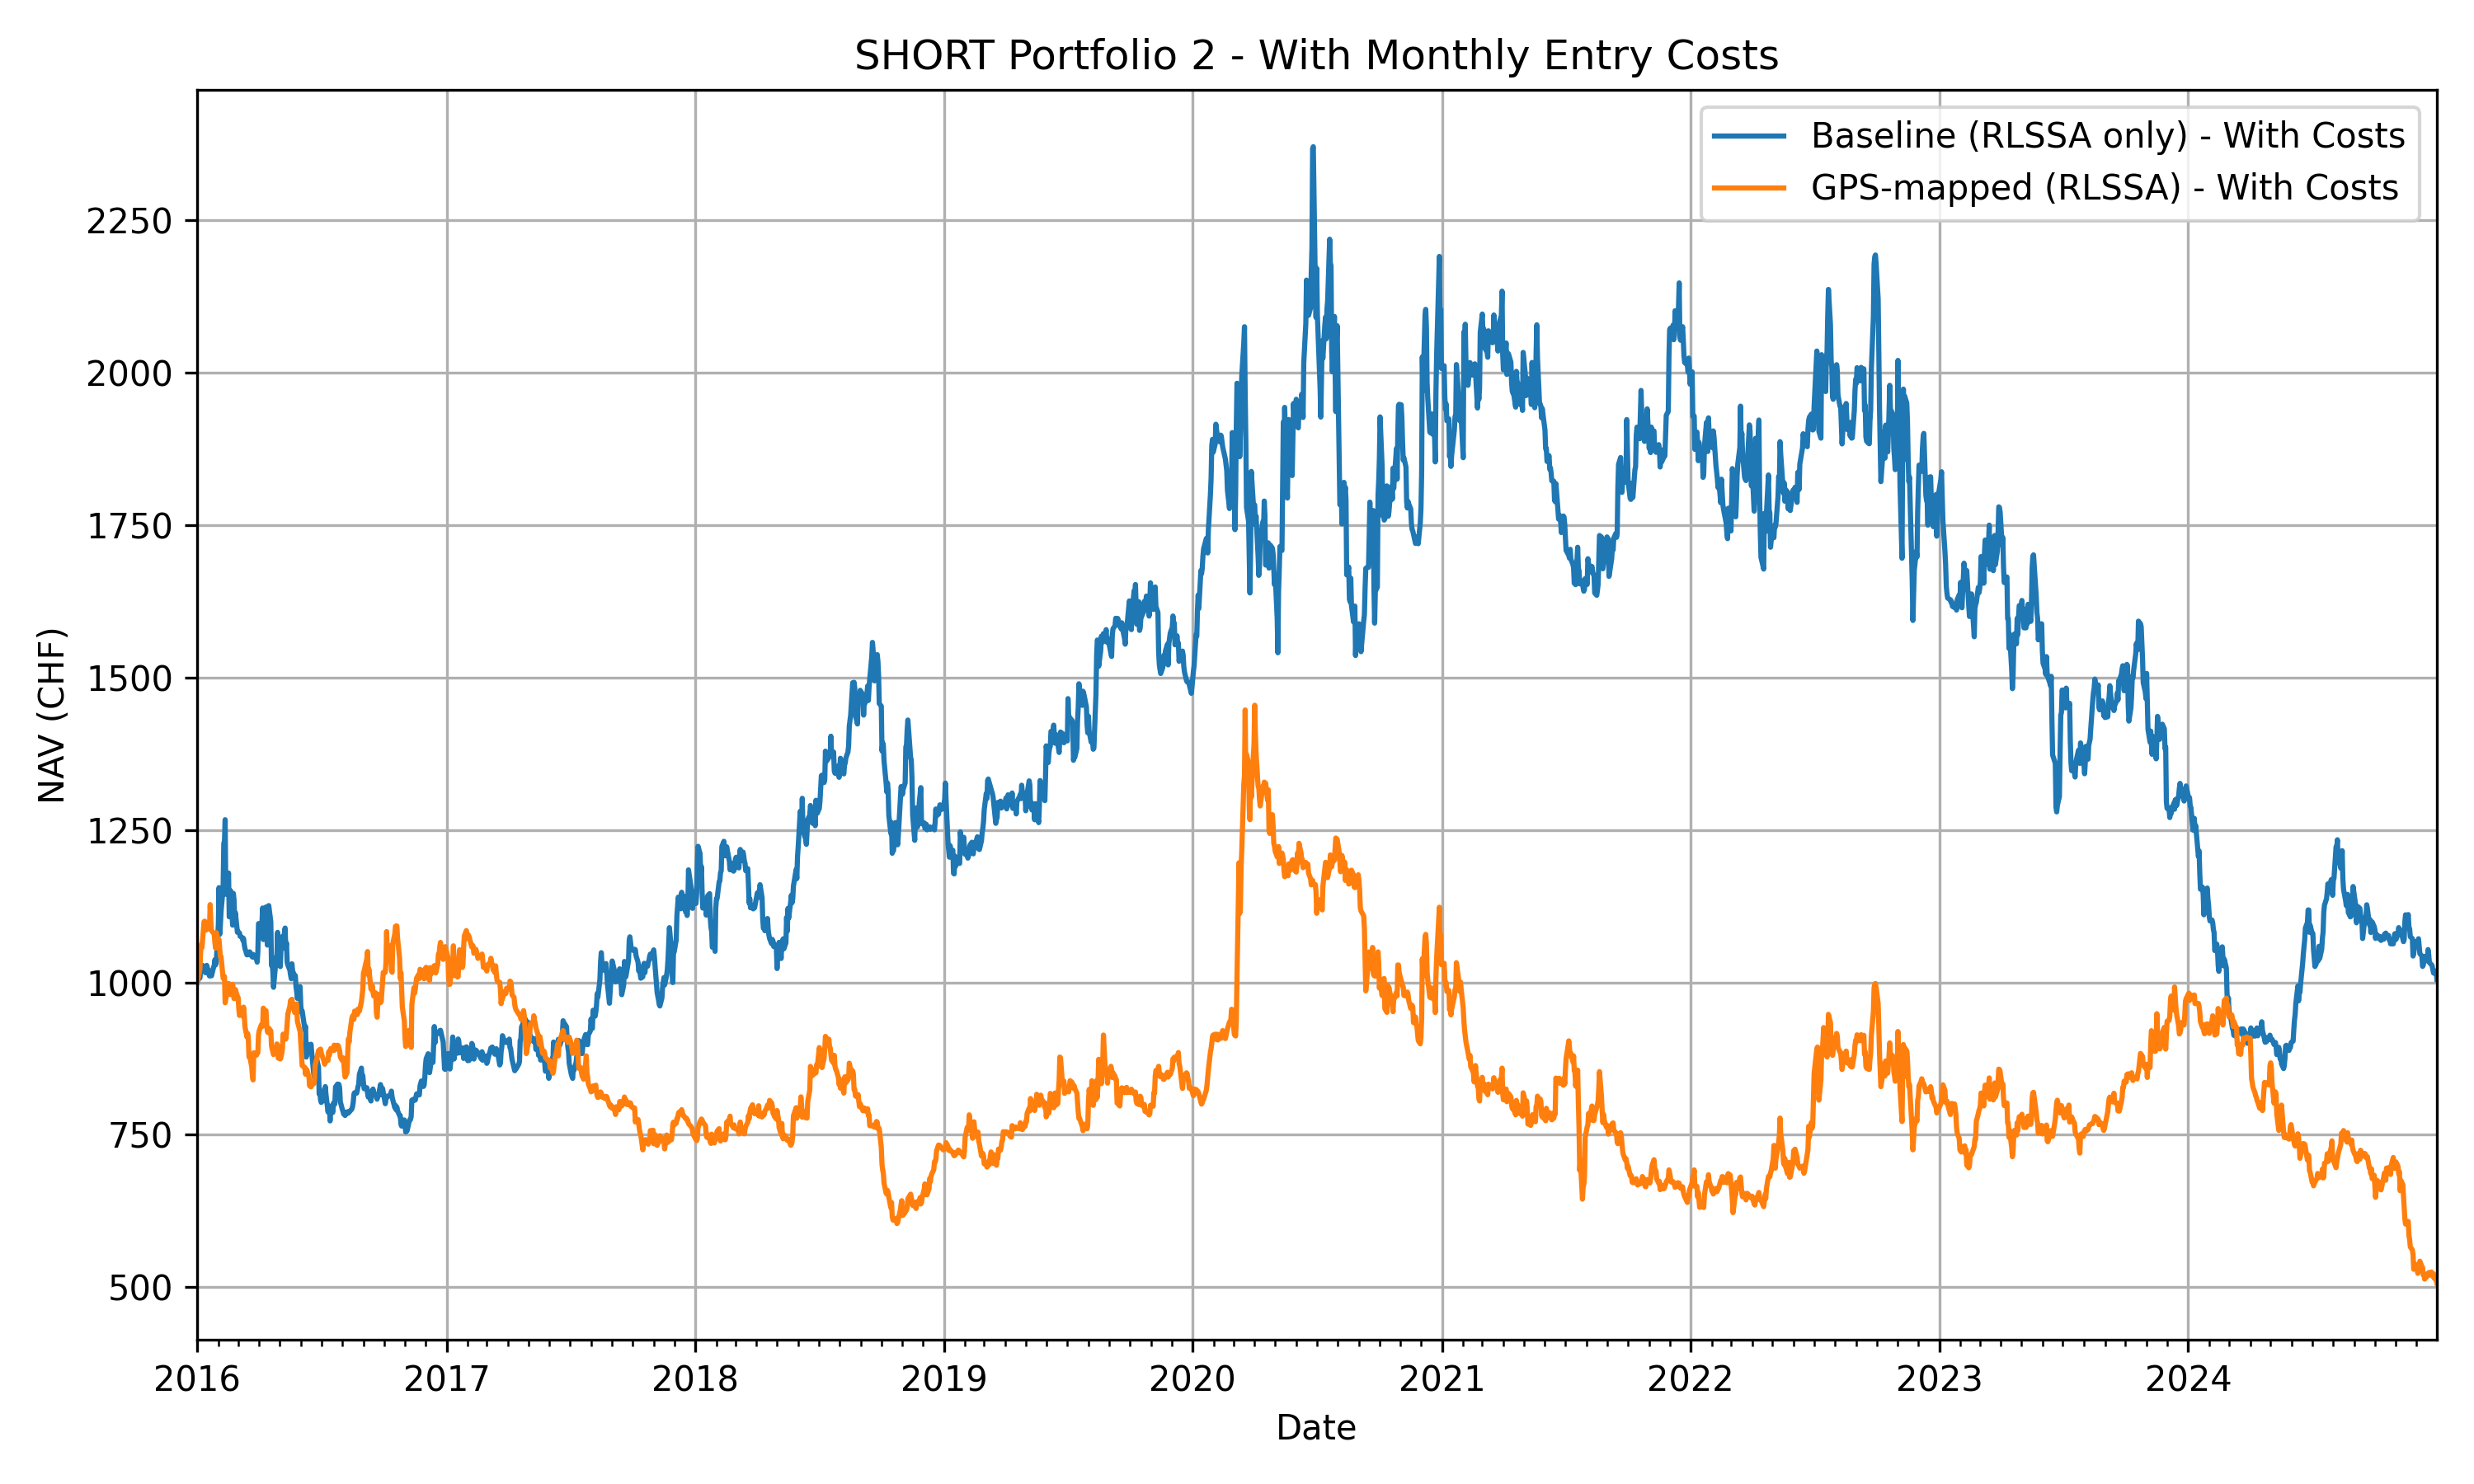 SHORT Portfolio 2 - With Monthly Entry Costs
Baseline (RLSSA only) - With Costs
GPS-mapped (RLSSA) - With Costs
NAV (CHF)
2250
2000
1750
1500
1250
1000
750
500
2016 2017 2018 2019 2020 2021 2022 2023 2024
Date